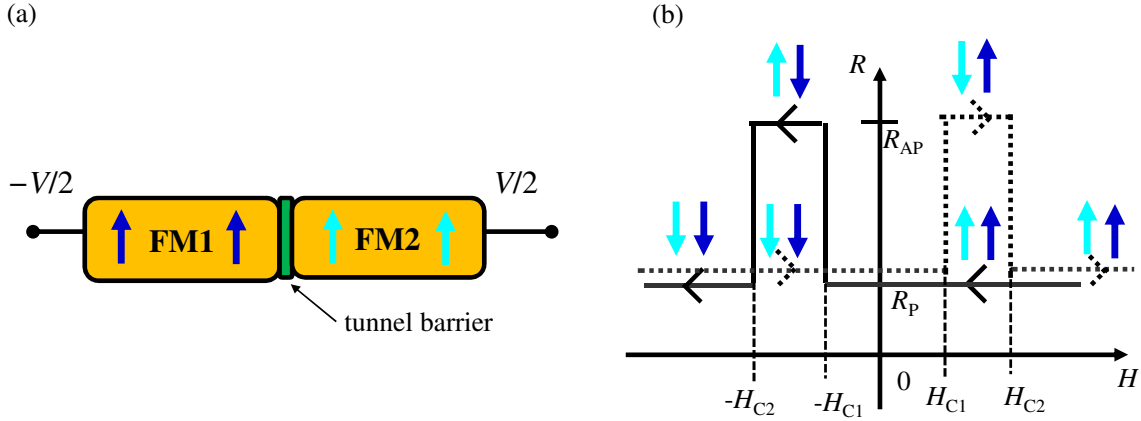 (a)
−V/2
V/2
FM1
FM2
tunnel barrier
(b)
R
R_AP
R_P
0
H
-H_C2
-H_C1
H_C1
H_C2